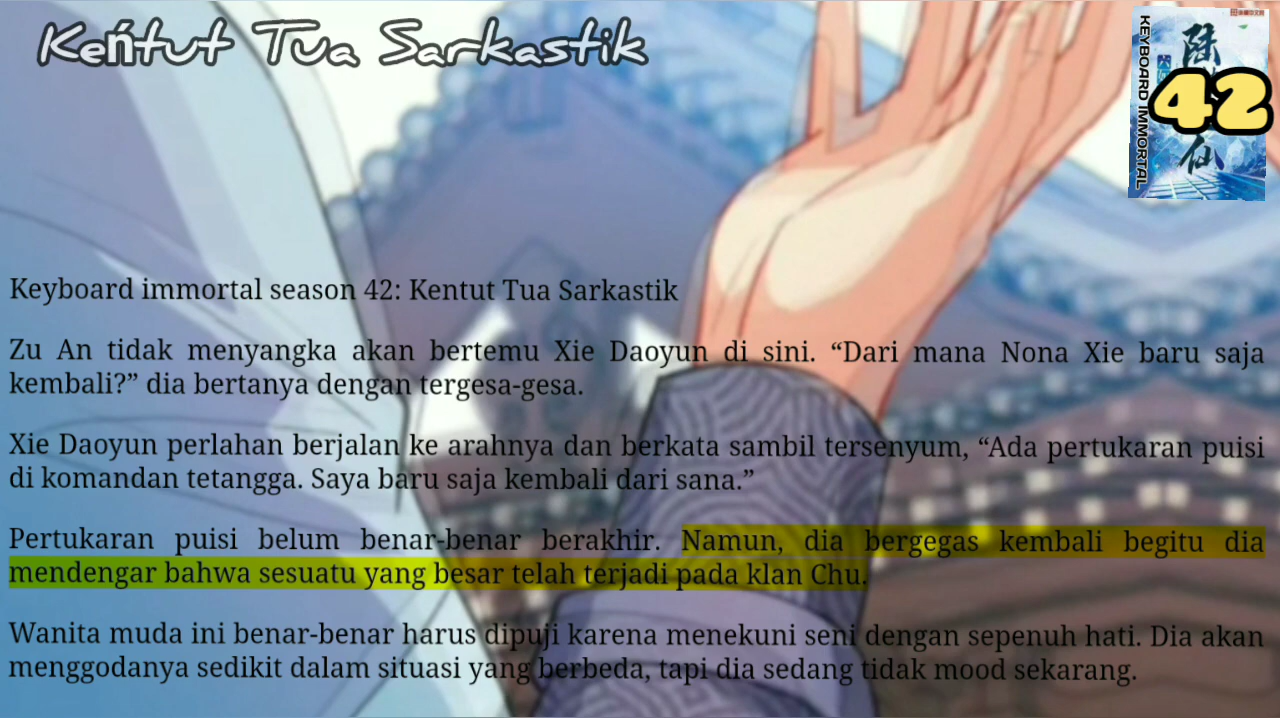 Keńtut Tua Sarkastik
KEYBOARD IMMORTAL
陆
仙
42
Keyboard immortal season 42: Kentut Tua Sarkastik
Zu An tidak menyangka akan bertemu Xie Daoyun di sini. “Dari mana Nona Xie baru saja
kembali?” dia bertanya dengan tergesa-gesa.
Xie Daoyun perlahan berjalan ke arahnya dan berkata sambil tersenyum, “Ada pertukaran puisi
di komandan tetangga. Saya baru saja kembali dari sana.”
Pertukaran puisi belum benar-benar berakhir. Namun, dia bergegas kembali begitu dia
mendengar bahwa sesuatu yang besar telah terjadi pada klan Chu.
Wanita muda ini benar-benar harus dipuji karena menekuni seni dengan sepenuh hati. Dia akan
menggodanya sedikit dalam situasi yang berbeda, tapi dia sedang tidak mood sekarang.